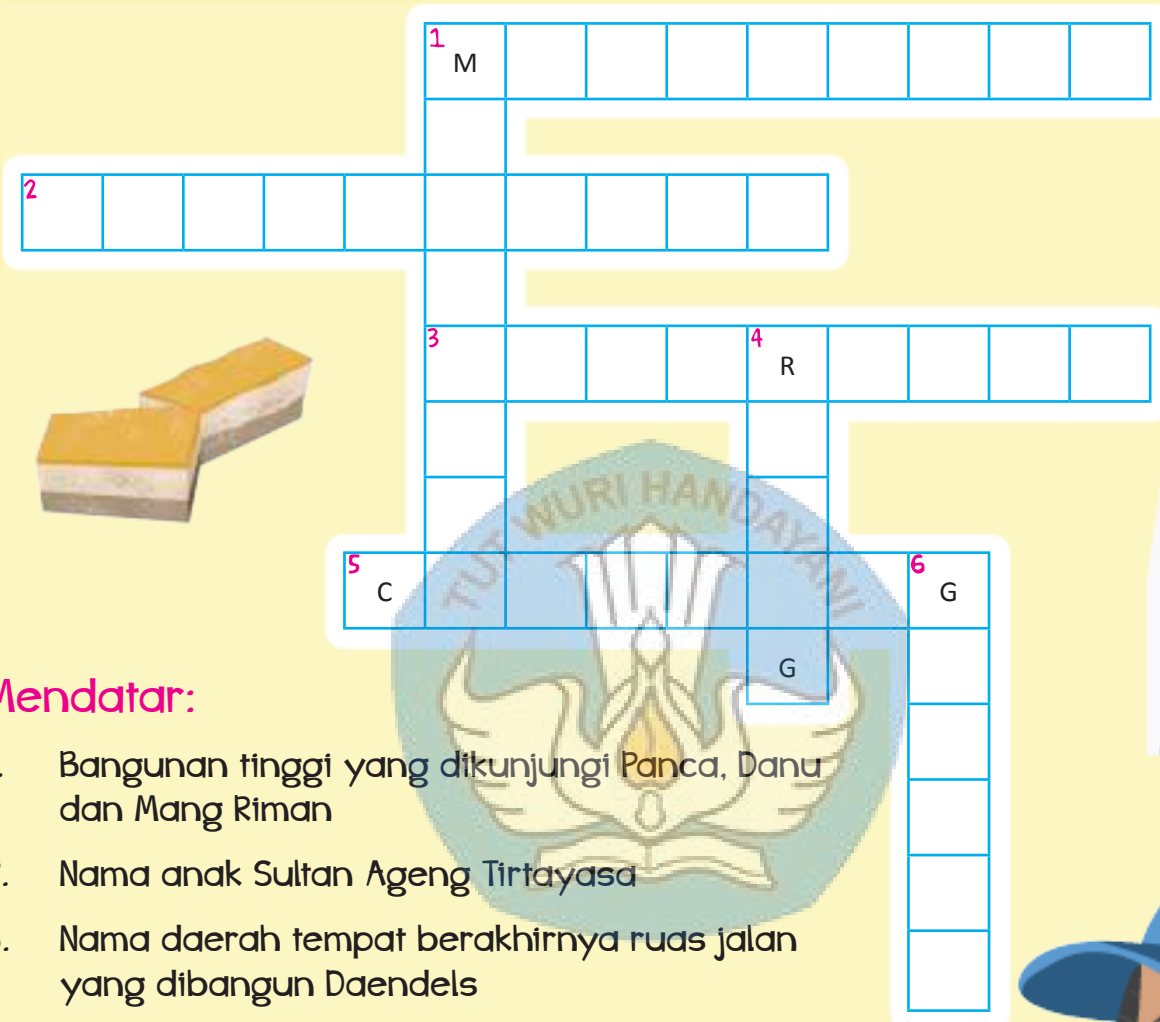 1
M
2
3
4
R
TUT WURI HANDAYANI
5
C
6
G
G
Mendatar:
Bangunan tinggi yang dikunjungi Panca, Danu
dan Mang Riman
Nama anak Sultan Ageng Tirtayasa
Nama daerah tempat berakhirnya ruas jalan
yang dibangun Daendels